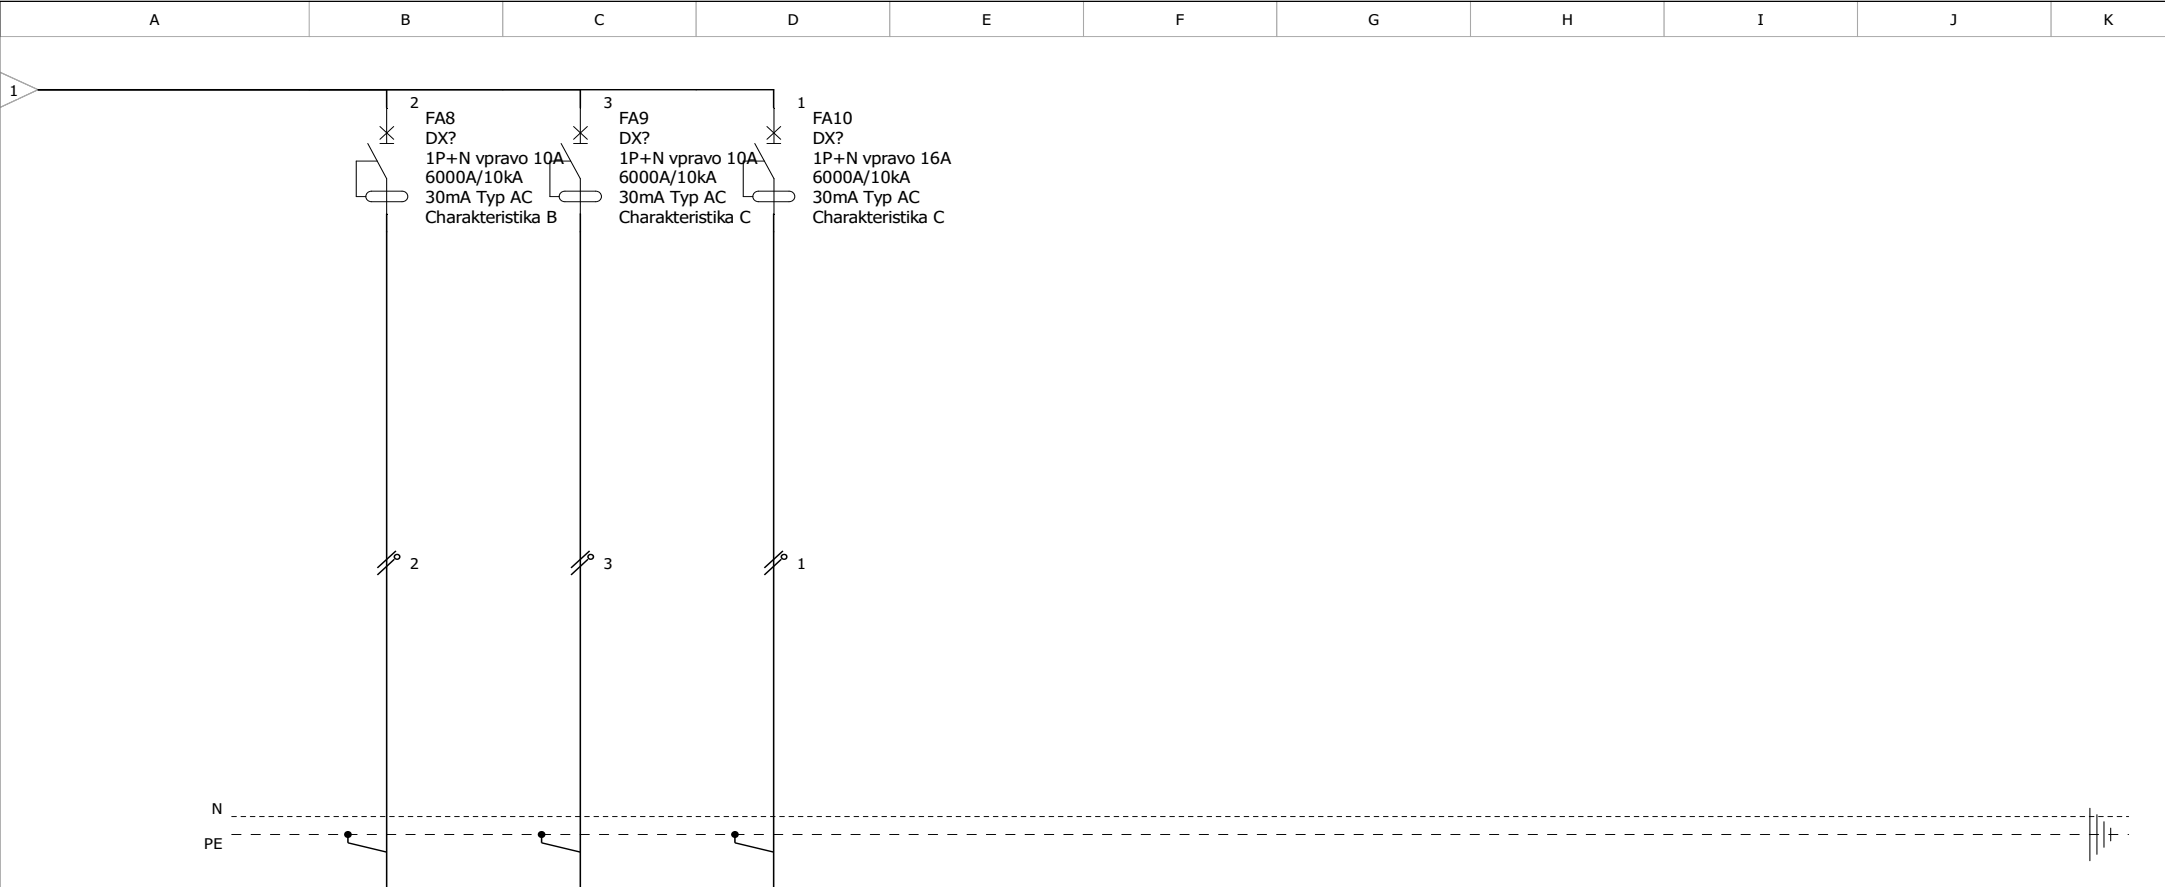 A B C D E F G H I J K
1
2
FA8
DX?
1P+N vpravo 10A
6000A/10kA
30mA Typ AC
Charakteristika B
3
FA9
DX?
1P+N vpravo 10A
6000A/10kA
30mA Typ AC
Charakteristika C
1
FA10
DX?
1P+N vpravo 16A
6000A/10kA
30mA Typ AC
Charakteristika C
2
3
1
N
PE